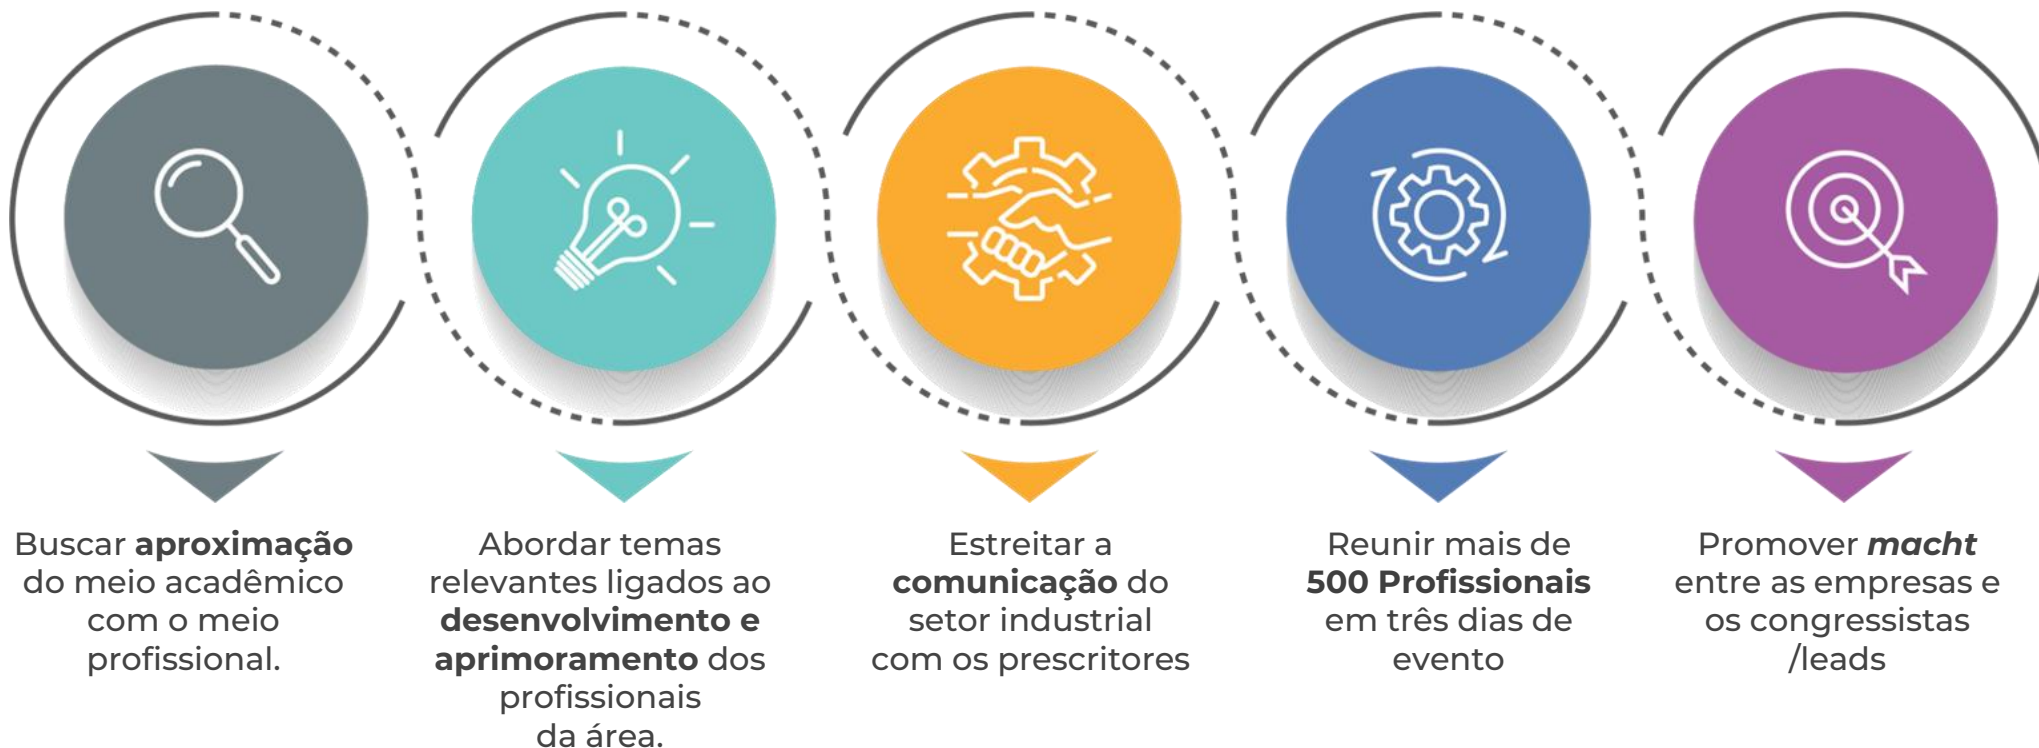 Buscar aproximação
do meio acadêmico
com o meio
profissional.
Abordar temas
relevantes ligados ao
desenvolvimento e
aprimoramento dos
profissionais
da área.
Estreitar a
comunicação do
setor industrial
com os prescritores
Reunir mais de
500 Profissionais
em três dias de
evento
Promover macht
entre as empresas e
os congressistas
/leads